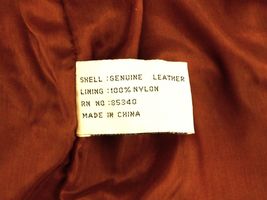 SHELL :GENUINE LEATHER
LINING :100% NYLON
RN NO :85340
MADE IN CHINA